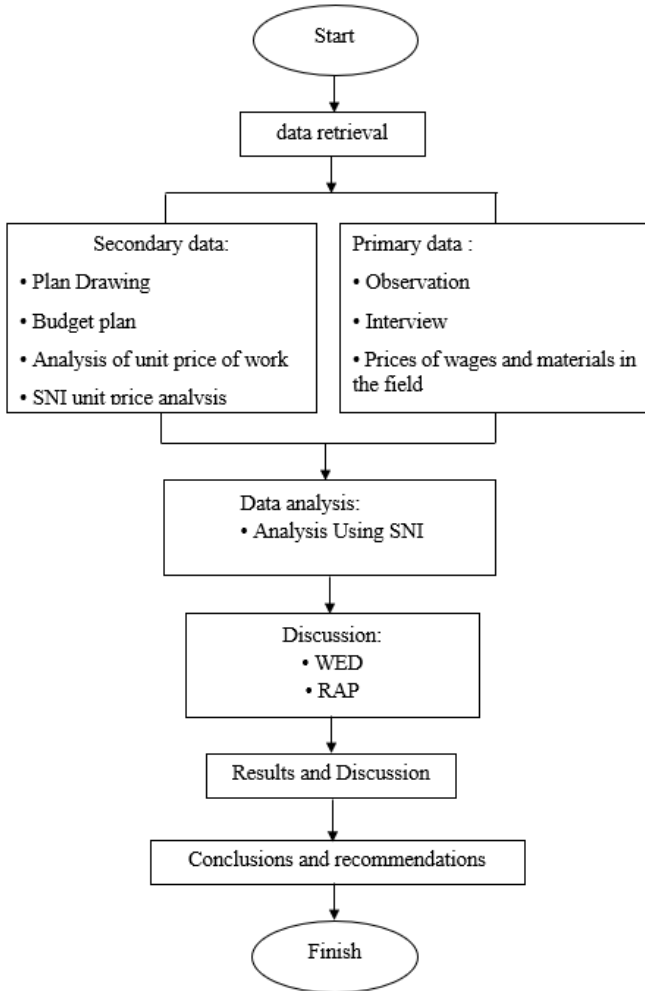 Start
data retrieval
Secondary data:
• Plan Drawing
• Budget plan
• Analysis of unit price of work
• SNI unit price analysis
Primary data :
• Observation
• Interview
• Prices of wages and materials in
the field
Data analysis:
• Analysis Using SNI
Discussion:
• WED
• RAP
Results and Discussion
Conclusions and recommendations
Finish